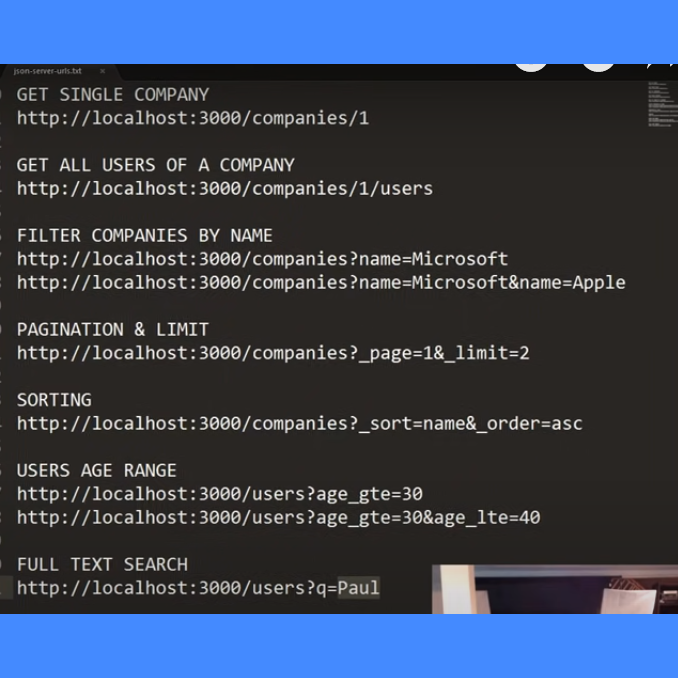 json-server-urls.txt ×
GET SINGLE COMPANY
http://localhost:3000/companies/1
GET ALL USERS OF A COMPANY
http://localhost:3000/companies/1/users
FILTER COMPANIES BY NAME
http://localhost:3000/companies?name=Microsoft
http://localhost:3000/companies?name=Microsoft&name=Apple
PAGINATION & LIMIT
http://localhost:3000/companies?_page=1&_limit=2
SORTING
http://localhost:3000/companies?_sort=name&_order=asc
USERS AGE RANGE
http://localhost:3000/users?age_gte=30
http://localhost:3000/users?age_gte=30&age_lte=40
FULL TEXT SEARCH
http://localhost:3000/users?q=Paul